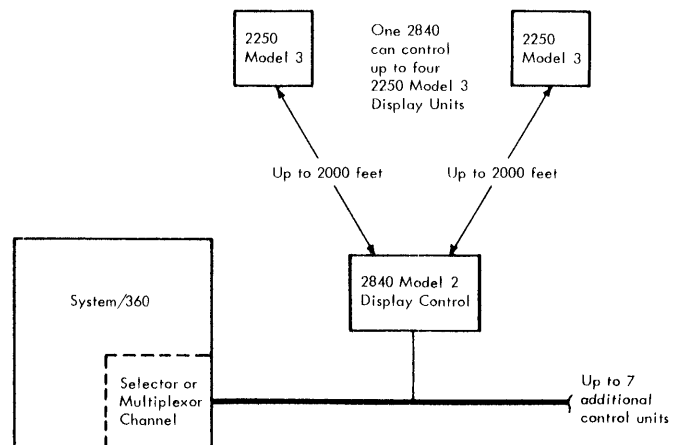 2250
Model 3
One 2840
can control
up to four
2250 Model 3
Display Units
2250
Model 3
Up to 2000 feet
Up to 2000 feet
2840 Model 2
Display Control
System/360
Selector or
Multiplexor
Channel
Up to 7
additional
control units